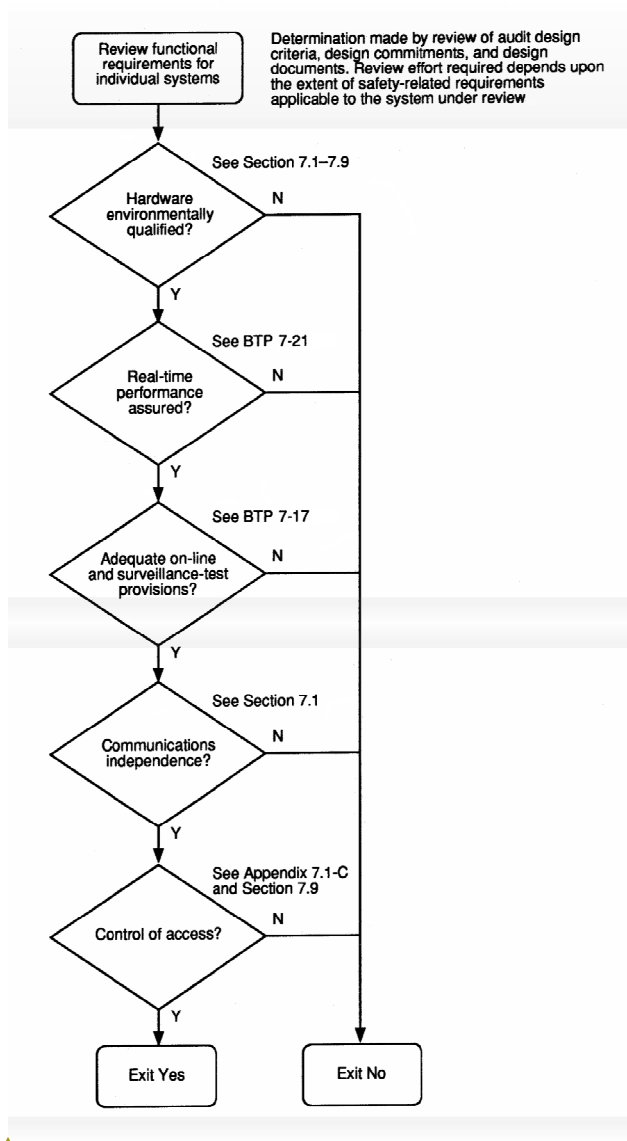 Review functional
requirements for
individual systems
Determination made by review of audit design
criteria, design commitments, and design
documents. Review effort required depends upon
the extent of safety-related requirements
applicable to the system under review
See Section 7.1–7.9
Hardware
environmentally
qualified?
N
Y
See BTP 7-21
Real-time
performance
assured?
N
Y
See BTP 7-17
Adequate on-line
and surveillance-test
provisions?
N
Y
See Section 7.1
Communications
independence?
N
Y
See Appendix 7.1-C
and Section 7.9
Control of access?
N
Y
Exit Yes
Exit No